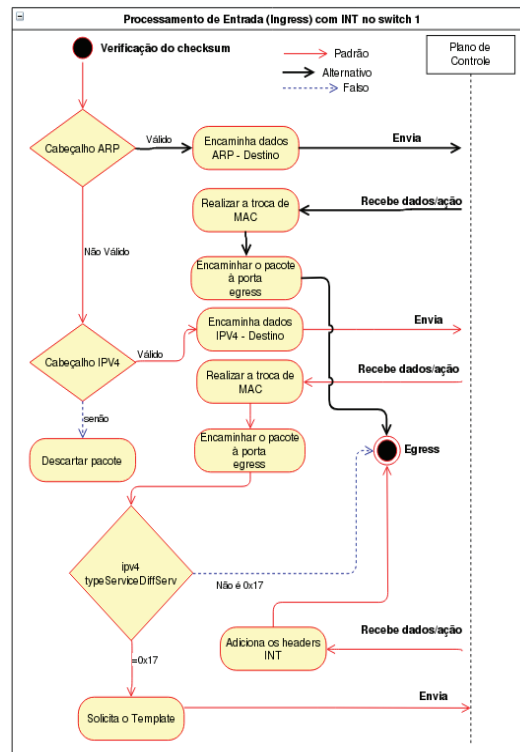 Processamento de Entrada (Ingress) com INT no switch 1
Verificação do checksum
Padrão
Alternativo
Falso
Plano de
Controle
Cabeçalho ARP
Válido
Encaminha dados
ARP - Destino
Envia
Realizar a troca de
MAC
Recebe dados/ação
Não Válido
Encaminhar o pacote
à porta
egress
Cabeçalho IPV4
Válido
Encaminha dados
IPV4 - Destino
Envia
Realizar a troca de
MAC
Recebe dados/ação
senão
Descartar pacote
Encaminhar o pacote
à porta
egress
Egress
ipv4
typeServiceDiffServ
Não é 0x17
Adiciona os headers
INT
Recebe dados/ação
=0x17
Solicita o Template
Envia